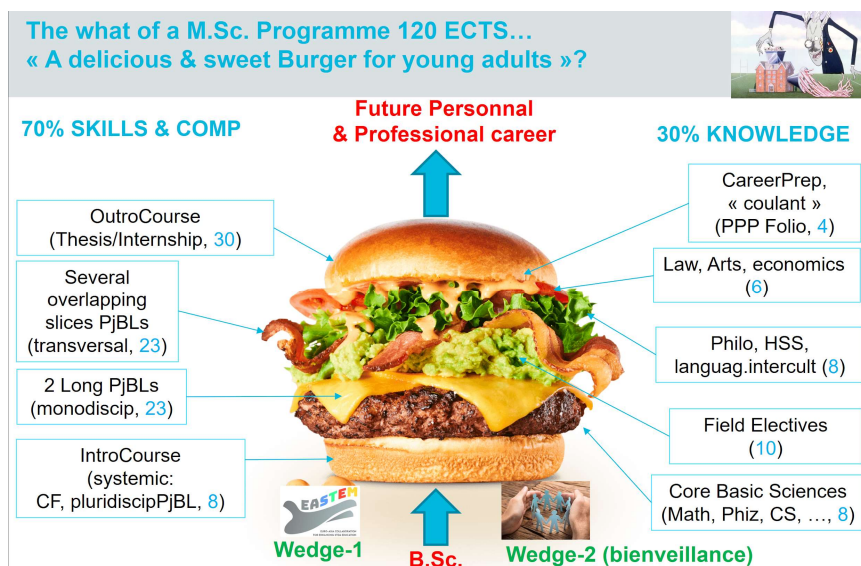 The what of a M.Sc. Programme 120 ECTS…
« A delicious & sweet Burger for young adults »?
70% SKILLS & COMP
Future Personnal
& Professional career
30% KNOWLEDGE
OutroCourse
(Thesis/Internship, 30)
Several
overlapping
slices PjBLs
(transversal, 23)
2 Long PjBLs
(monodiscip, 23)
IntroCourse
(systemic:
CF, pluridiscipPjBL, 8)
CareerPrep,
« coulant »
(PPP Folio, 4)
Law, Arts, economics
(6)
Philo, HSS,
languag.intercult (8)
Field Electives
(10)
Core Basic Sciences
(Math, Phiz, CS, …, 8)
EASTEM
Wedge-1
B.Sc.
Wedge-2 (bienveillance)